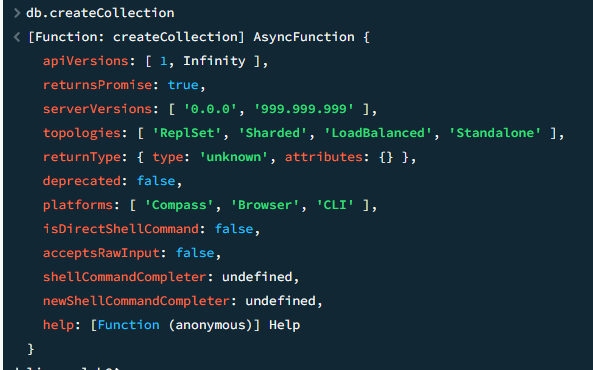 > db.createCollection
< [Function: createCollection] AsyncFunction {
apiVersions: [ 1, Infinity ],
returnsPromise: true,
serverVersions: [ '0.0.0', '999.999.999' ],
topologies: [ 'ReplSet', 'Sharded', 'LoadBalanced', 'Standalone' ],
returnType: { type: 'unknown', attributes: {} },
deprecated: false,
platforms: [ 'Compass', 'Browser', 'CLI' ],
isDirectShellCommand: false,
acceptsRawInput: false,
shellCommandCompleter: undefined,
newShellCommandCompleter: undefined,
help: [Function (anonymous)] Help
}